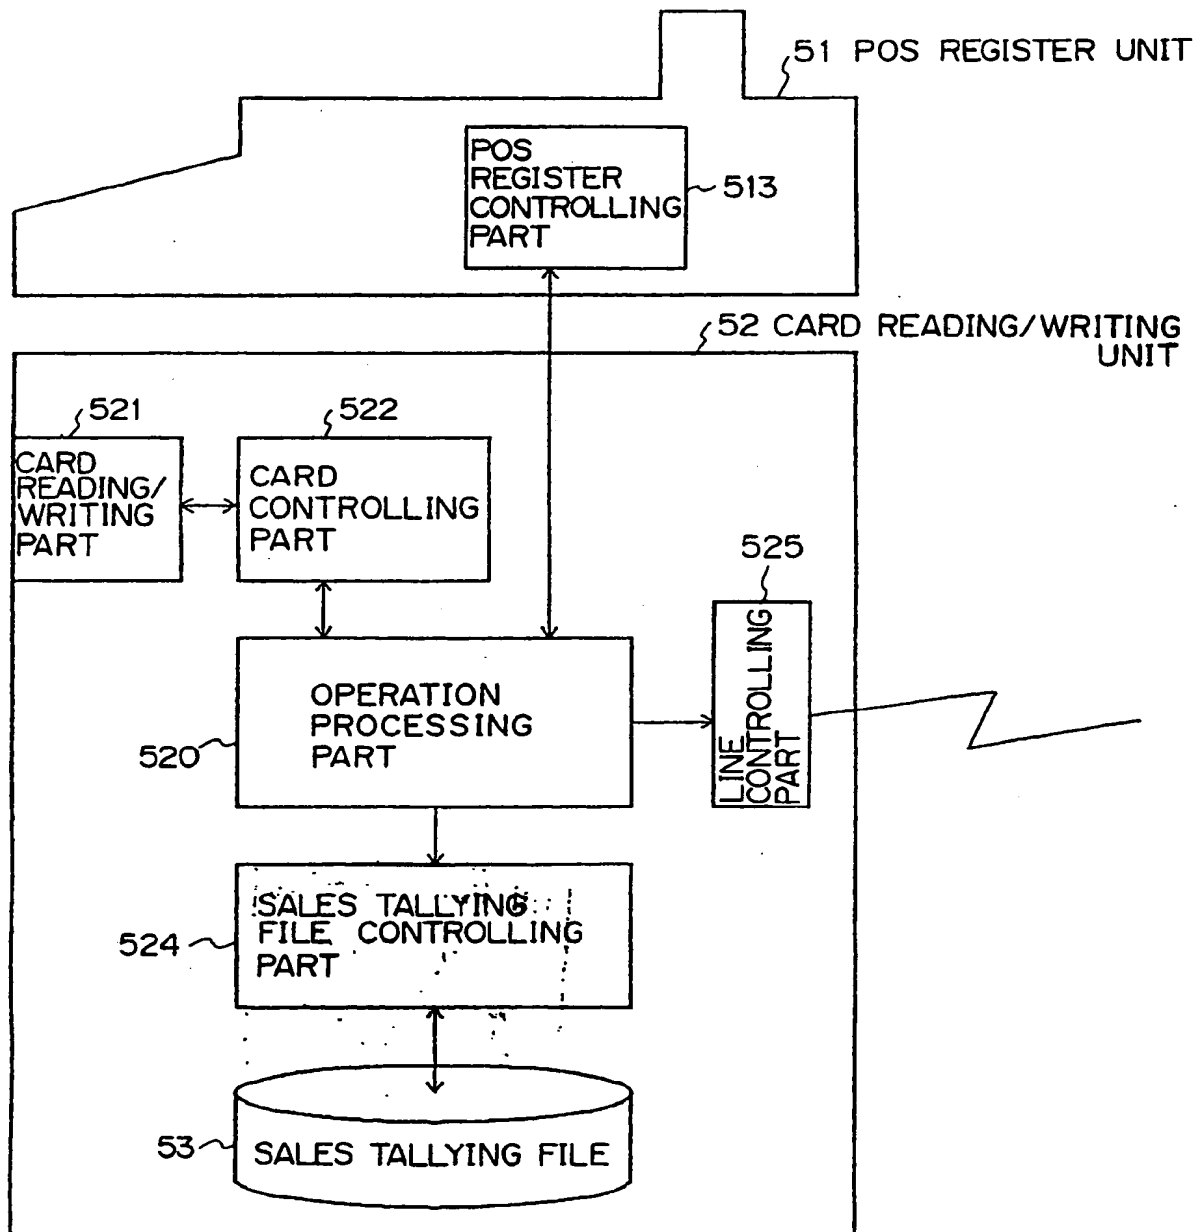 51 POS REGISTER UNIT
POS
REGISTER
CONTROLLING
PART
513
52 CARD READING/WRITING
UNIT
521
522
CARD
READING/
WRITING
PART
CARD
CONTROLLING
PART
525
LINE
CONTROLLING
PART
OPERATION
PROCESSING
PART
520
SALES TALLYING
FILE CONTROLLING
PART
524
53
SALES TALLYING FILE